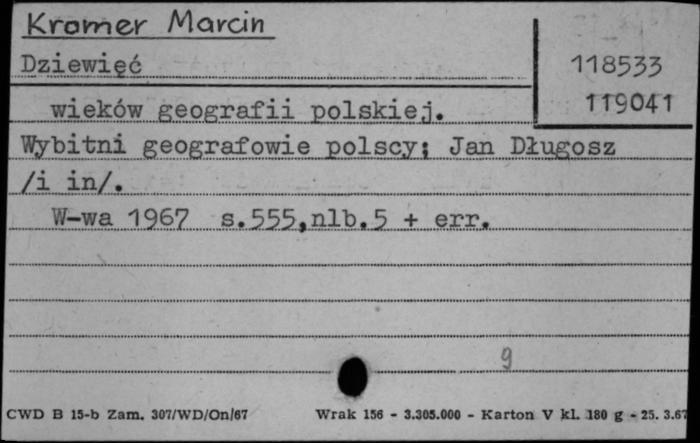 Kromer Marcin
Dziewięć
118533
119041
wieków geografii polskiej.
Wybitni geografowie polscy; Jan Długosz
/i in/.
W-wa 1967 s.555,nlb.5 + err.
9
CWD B 15-b Zam. 307/WD/On/67 Wrak 156 - 3.305.000 - Karton V kl. 180 g - 25. 3.67